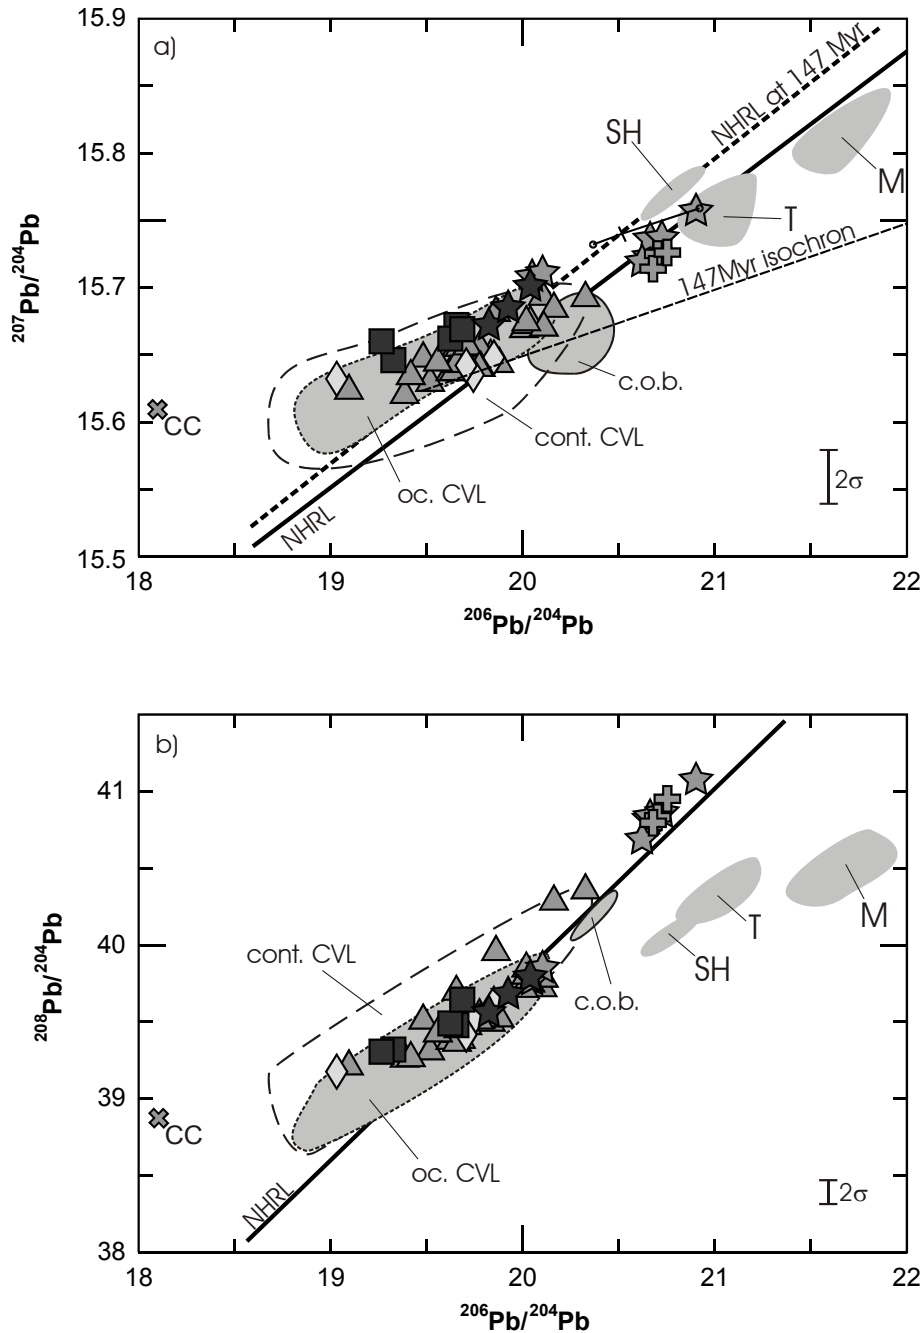 15.9
a)
NHRL at 147 Myr
SH
15.8
M
T
²⁰⁷Pb/²⁰⁴Pb
147Myr isochron
15.7
c.o.b.
15.6
CC
cont. CVL
oc. CVL
2σ
NHRL
15.5
18 19 20 21 22
²⁰⁶Pb/²⁰⁴Pb
b)
41
M
T
²⁰⁸Pb/²⁰⁴Pb
cont. CVL
40
SH
c.o.b.
39
CC
oc. CVL
2σ
NHRL
38
18 19 20 21 22
²⁰⁶Pb/²⁰⁴Pb